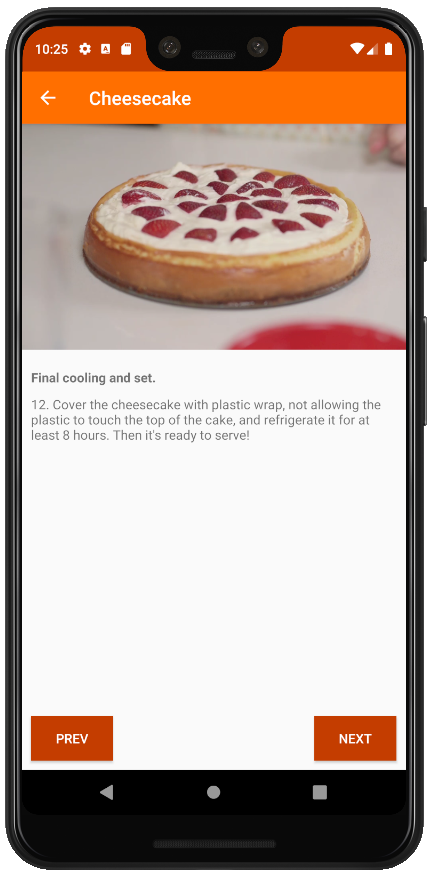 10:25
Cheesecake
Final cooling and set.
12. Cover the cheesecake with plastic wrap, not allowing the
plastic to touch the top of the cake, and refrigerate it for at
least 8 hours. Then it's ready to serve!
PREV
NEXT